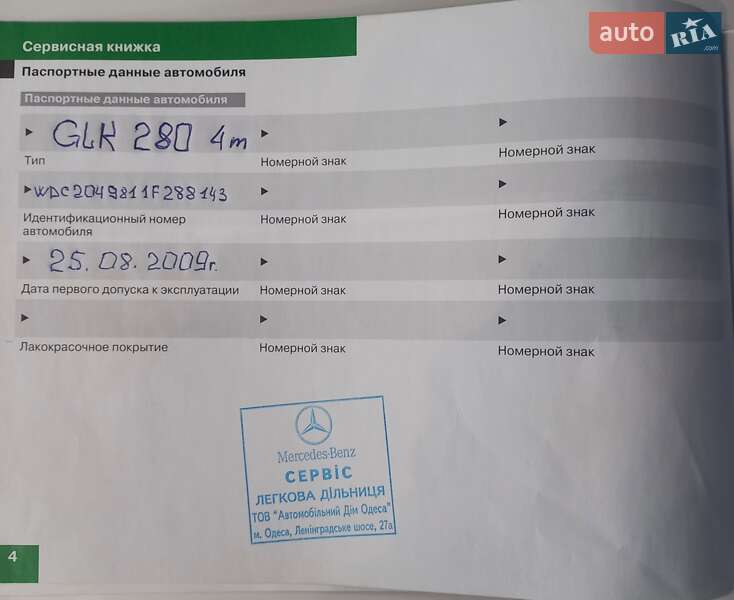 auto RIA.com
Сервисная книжка
Паспортные данные автомобиля
Паспортные данные автомобиля
GLK 280 4m
Тип
Номерной знак
Номерной знак
WDC2049811F288143
Идентификационный номер
автомобиля
Номерной знак
Номерной знак
25.08.2009г.
Дата первого допуска к эксплуатации
Номерной знак
Номерной знак
Лакокрасочное покрытие
Номерной знак
Номерной знак
Mercedes-Benz
СЕРВІС
ЛЕГКОВА ДІЛЬНИЦЯ
ТОВ "Автомобільний Дім Одеса"
м. Одеса, Ленінградське шосе, 27а
4